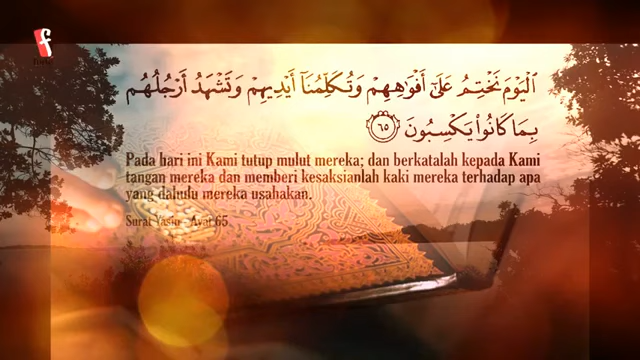 ٱلْيَوْمَ نَخْتِمُ عَلَىٰٓ أَفْوَٰهِهِمْ وَتُكَلِّمُنَآ أَيْدِيهِمْ وَتَشْهَدُ أَرْجُلُهُم
بِمَا كَانُوا۟ يَكْسِبُونَ ٦٥
Pada hari ini Kami tutup mulut mereka; dan berkatalah kepada Kami
tangan mereka dan memberi kesaksianlah kaki mereka terhadap apa
yang dahulu mereka usahakan.
Surat Yasin - Ayat 65